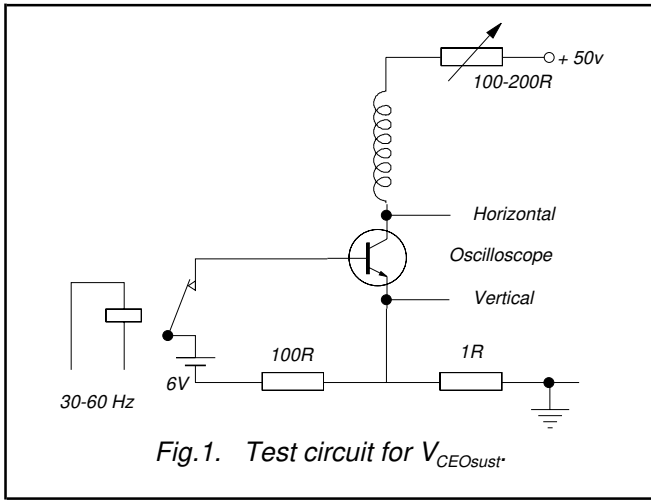 + 50v
100-200R
Horizontal
Oscilloscope
Vertical
100R
1R
6V
30-60 Hz
Fig.1. Test circuit for VCEOsust.